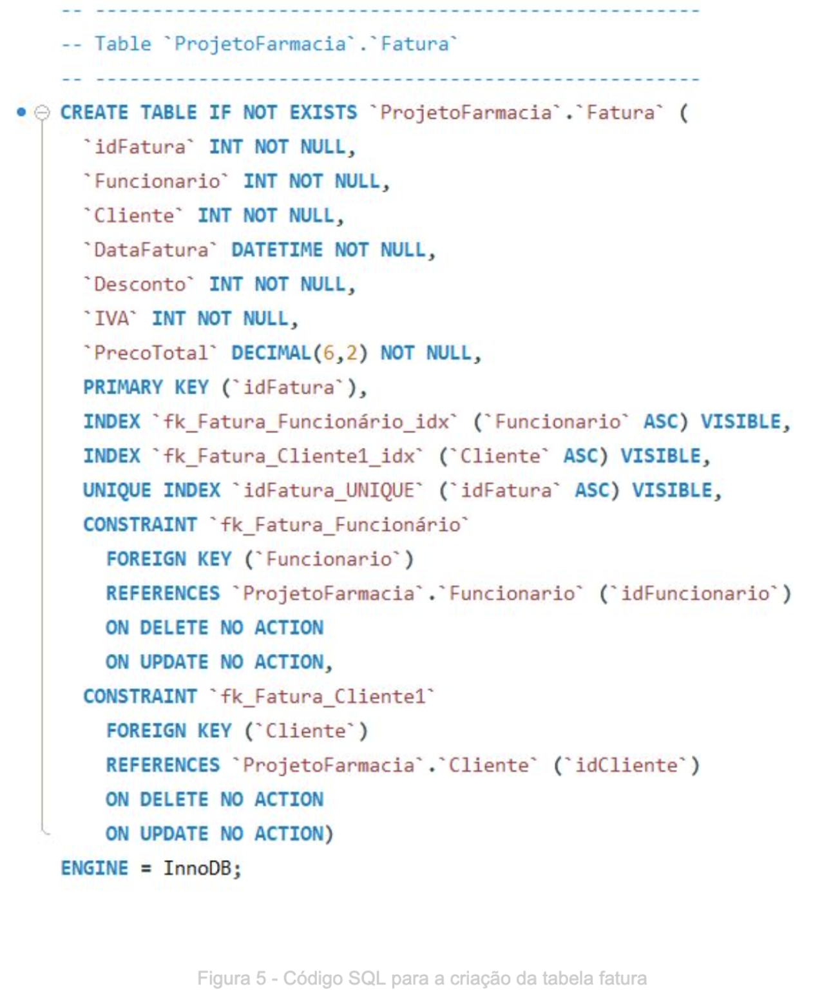 -- -----------------------------------------------------
-- Table `ProjetoFarmacia`.`Fatura`
-- -----------------------------------------------------
CREATE TABLE IF NOT EXISTS `ProjetoFarmacia`.`Fatura` (
`idFatura` INT NOT NULL,
`Funcionario` INT NOT NULL,
`Cliente` INT NOT NULL,
`DataFatura` DATETIME NOT NULL,
`Desconto` INT NOT NULL,
`IVA` INT NOT NULL,
`PrecoTotal` DECIMAL(6,2) NOT NULL,
PRIMARY KEY (`idFatura`),
INDEX `fk_Fatura_Funcionário_idx` (`Funcionario` ASC) VISIBLE,
INDEX `fk_Fatura_Cliente1_idx` (`Cliente` ASC) VISIBLE,
UNIQUE INDEX `idFatura_UNIQUE` (`idFatura` ASC) VISIBLE,
CONSTRAINT `fk_Fatura_Funcionário`
FOREIGN KEY (`Funcionario`)
REFERENCES `ProjetoFarmacia`.`Funcionario` (`idFuncionario`)
ON DELETE NO ACTION
ON UPDATE NO ACTION,
CONSTRAINT `fk_Fatura_Cliente1`
FOREIGN KEY (`Cliente`)
REFERENCES `ProjetoFarmacia`.`Cliente` (`idCliente`)
ON DELETE NO ACTION
ON UPDATE NO ACTION)
ENGINE = InnoDB;
Figura 5 - Código SQL para a criação da tabela fatura